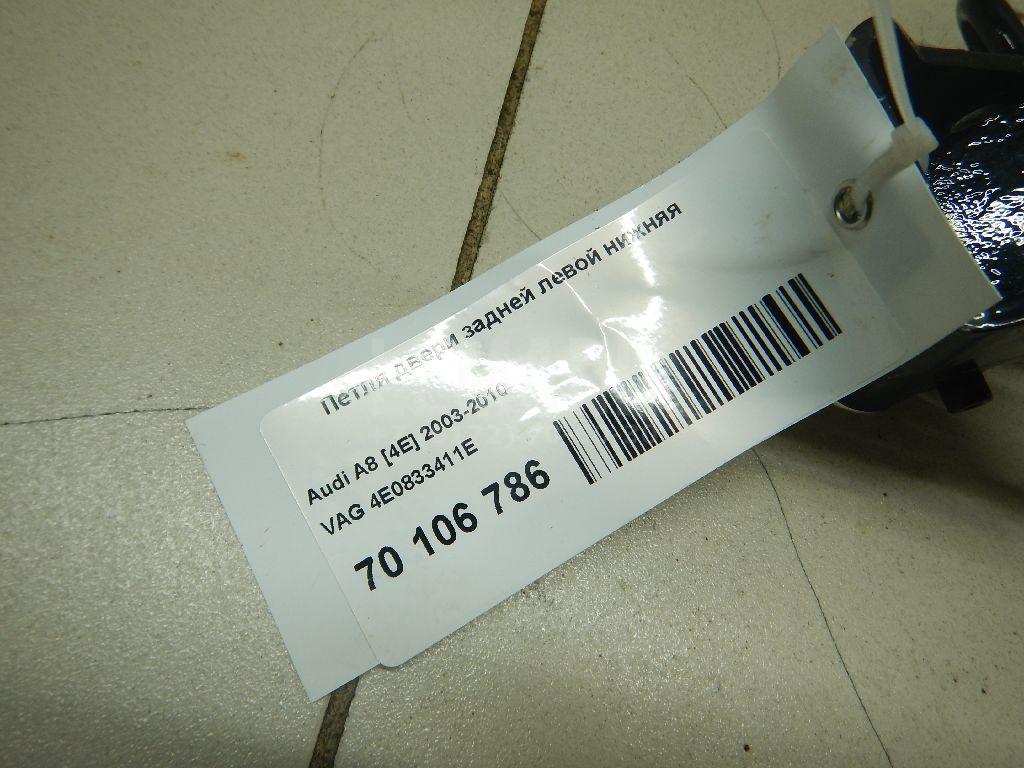 Петля двери задней левой нижняя
Audi A8 [4E] 2003-2010
VAG 4E0833411E
70 106 786